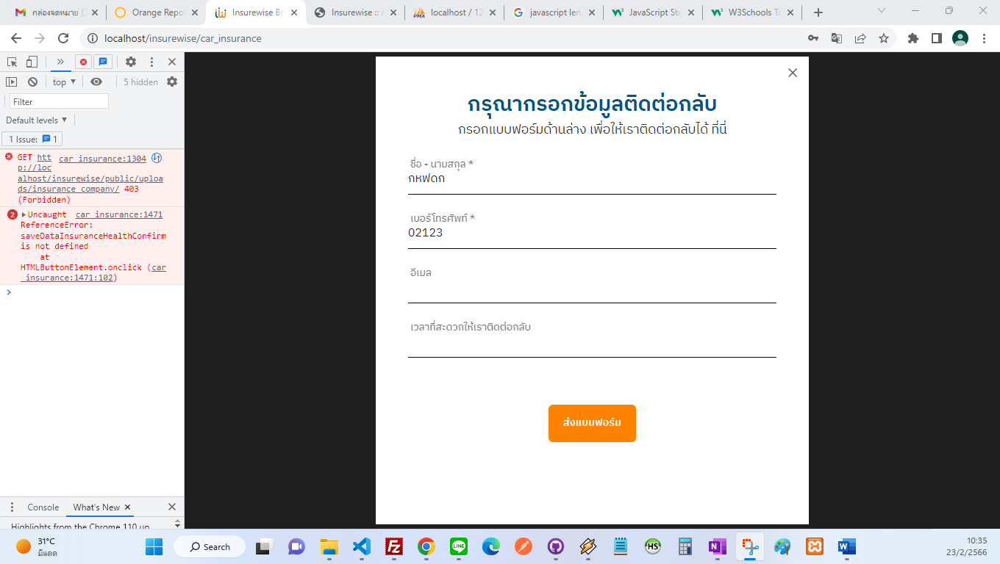 กล่องจดหมาย (
Orange Repo
Insurewise Br
Insurewise ::
localhost / 12
javascript len
JavaScript Str
W3Schools T
localhost/insurewise/car_insurance
top
5 hidden
Filter
Default levels
1 Issue: 1
GET htt car_insurance:1304
p://loc
alhost/insurewise/public/uploa
ds/insurance_company/ 403
(Forbidden)
2 Uncaught car_insurance:1471
ReferenceError:
saveDataInsuranceHealthConfirm
is not defined
at
HTMLButtonElement.onclick (car
_insurance:1471:102)
Console
What's New
Highlights from the Chrome 110 up
กรุณากรอกข้อมูลติดต่อกลับ
กรอกแบบฟอร์มด้านล่าง เพื่อให้เราติดต่อกลับได้ ที่นี่
ชื่อ - นามสกุล *
กหฟดก
เบอร์โทรศัพท์ *
02123
อีเมล
เวลาที่สะดวกให้เราติดต่อกลับ
ส่งแบบฟอร์ม
31°C
มีแดด
Search
LINE
HS
10:35
23/2/2566